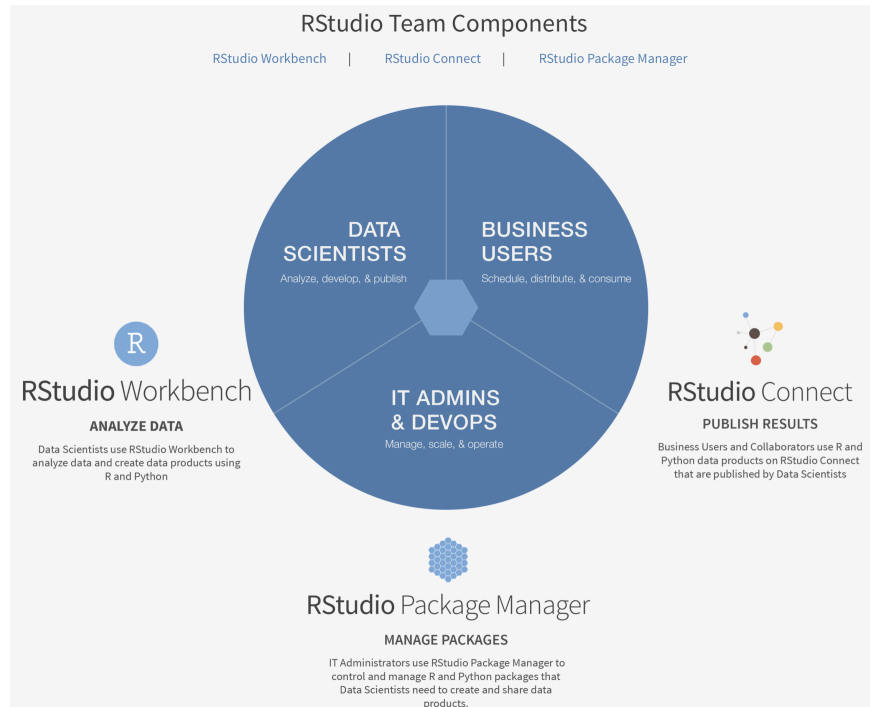 RStudio Team Components
RStudio Workbench | RStudio Connect | RStudio Package Manager
DATA
SCIENTISTS
Analyze, develop, & publish
BUSINESS
USERS
Schedule, distribute, & consume
IT ADMINS
& DEVOPS
Manage, scale, & operate
R
RStudio Workbench
ANALYZE DATA
Data Scientists use RStudio Workbench to
analyze data and create data products using
R and Python
RStudio Connect
PUBLISH RESULTS
Business Users and Collaborators use R and
Python data products on RStudio Connect
that are published by Data Scientists
RStudio Package Manager
MANAGE PACKAGES
IT Administrators use RStudio Package Manager to
control and manage R and Python packages that
Data Scientists need to create and share data
products.